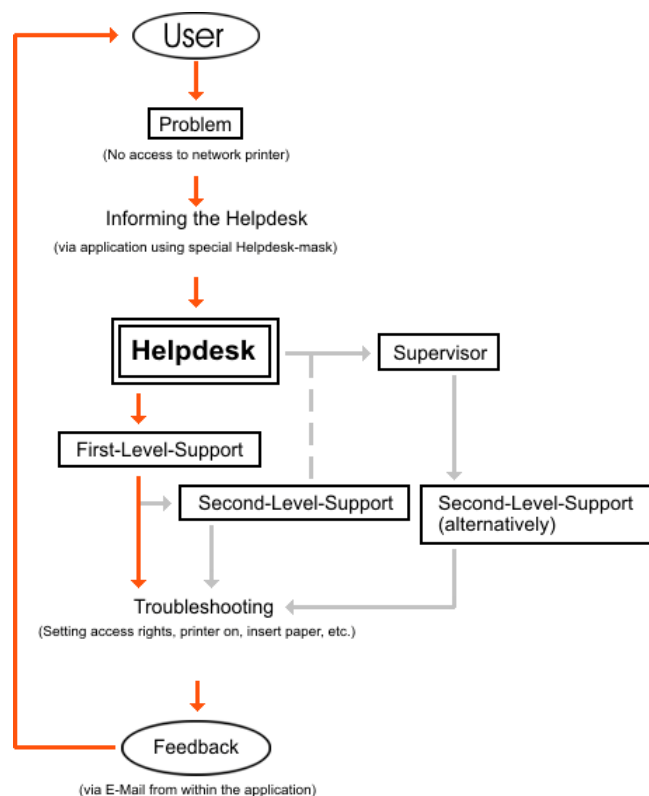 User
Problem
(No access to network printer)
Informing the Helpdesk
(via application using special Helpdesk-mask)
Helpdesk
Supervisor
First-Level-Support
Second-Level-Support
Second-Level-Support
(alternatively)
Troubleshooting
(Setting access rights, printer on, insert paper, etc.)
Feedback
(via E-Mail from within the application)